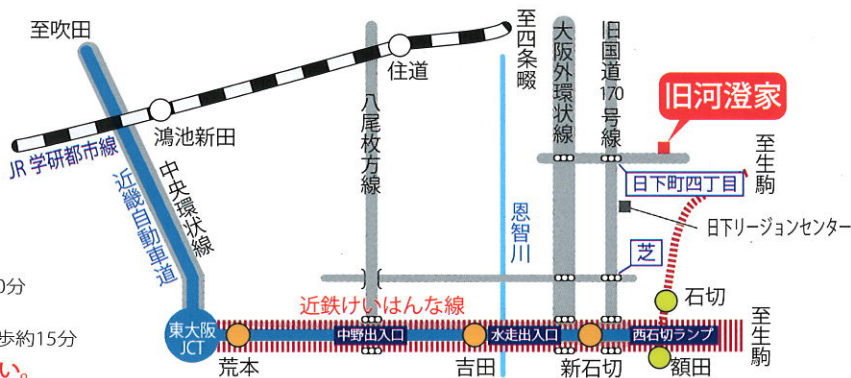 至吹田
住道
至四条畷
大阪外環状線
旧国道170号線
旧河澄家
鴻池新田
八尾枚方線
JR学研都市線
近畿自動車道
中央環状線
恩智川
日下町四丁目
至生駒
日下リージョンセンター
芝
0分
近鉄けいはんな線
石切
歩約15分
い。
東大阪
JCT
中野出入口
水走出入口
西石切ランプ
至生駒
荒本
吉田
新石切
額田